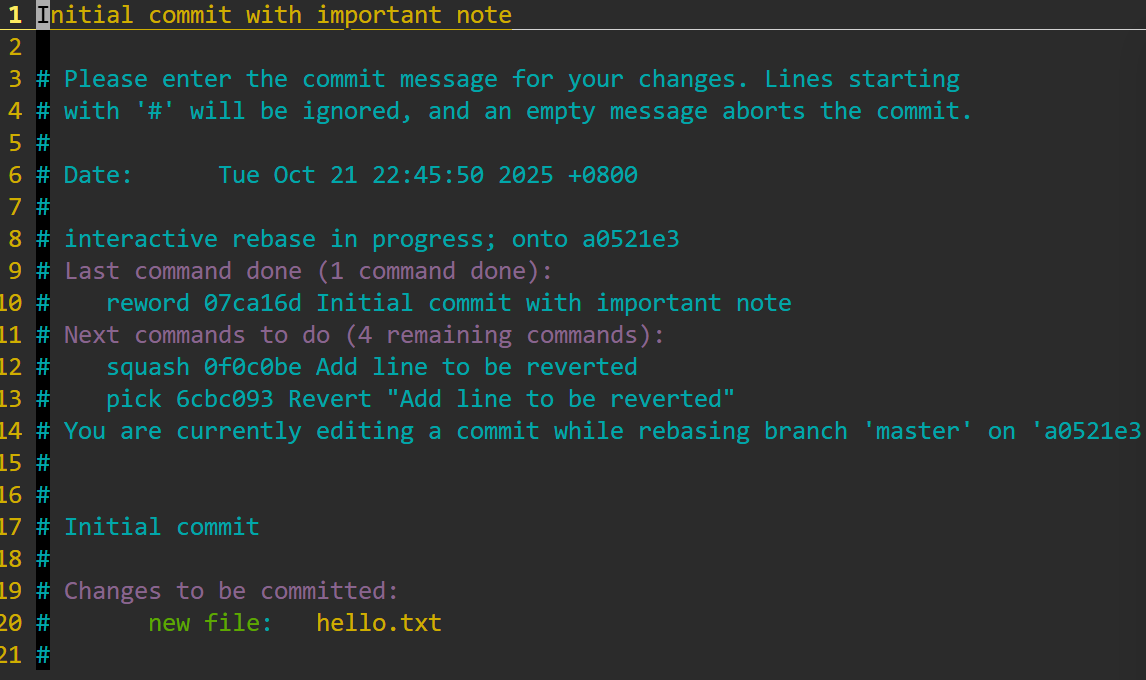 1 Initial commit with important note
2
3 # Please enter the commit message for your changes. Lines starting
4 # with '#' will be ignored, and an empty message aborts the commit.
5 #
6 # Date:      Tue Oct 21 22:45:50 2025 +0800
7 #
8 # interactive rebase in progress; onto a0521e3
9 # Last command done (1 command done):
10 #    reword 07ca16d Initial commit with important note
11 # Next commands to do (4 remaining commands):
12 #    squash 0f0c0be Add line to be reverted
13 #    pick 6cbc093 Revert "Add line to be reverted"
14 # You are currently editing a commit while rebasing branch 'master' on 'a0521e3
15 #
16 #
17 # Initial commit
18 #
19 # Changes to be committed:
20 #       new file:   hello.txt
21 #